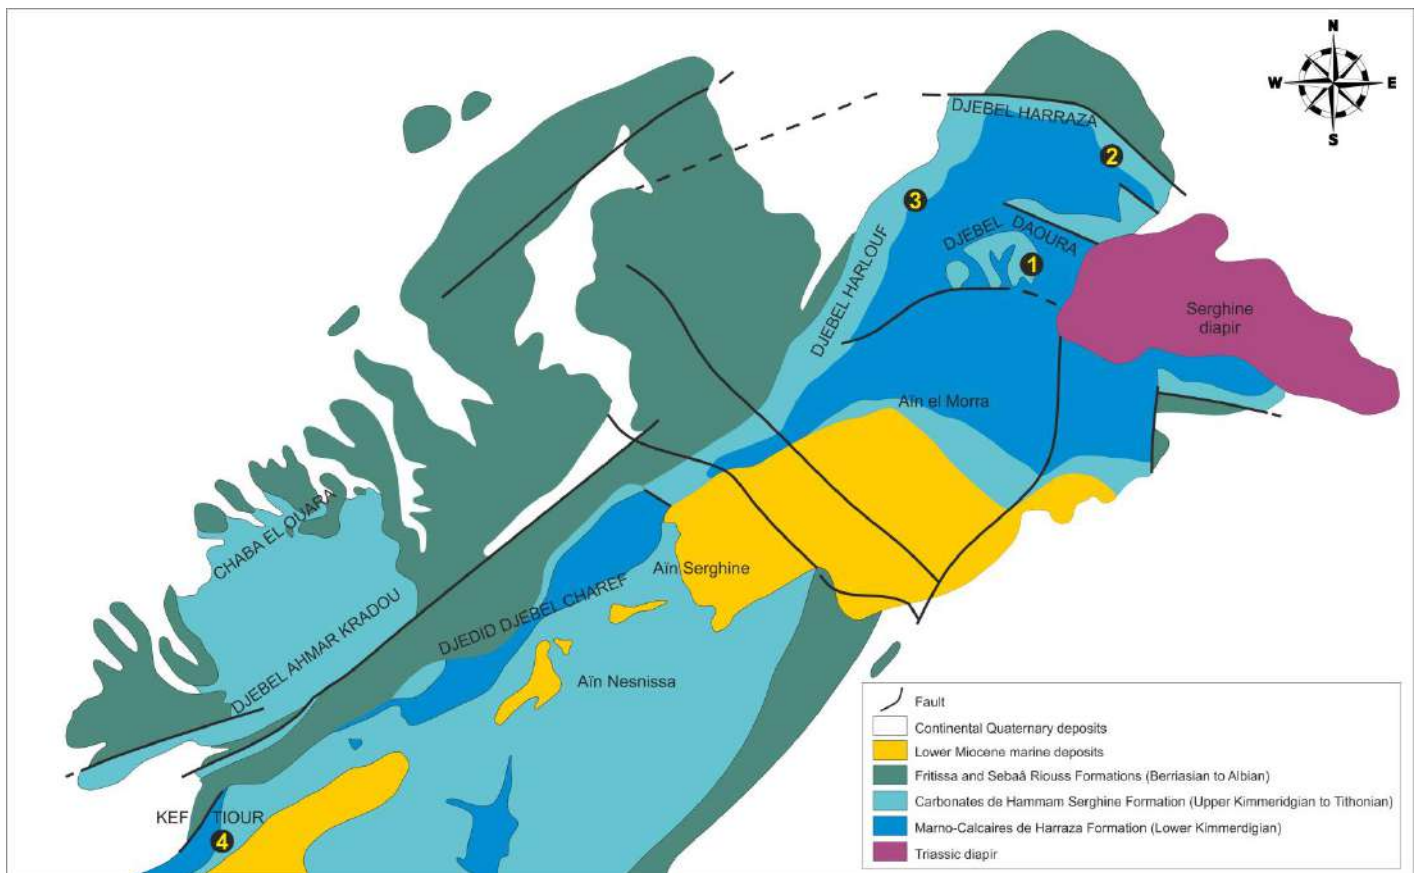 N
W E
S
DJEBEL HARRAZA
2
3
DJEBEL DAOURA
1
DJEBEL HARLOUF
Serghine
diapir
Aïn el Morra
CHABA EL OUARA
Aïn Serghine
DJEDID DJEBEL CHAREF
DJEBEL AHMAR KRADOU
Aïn Nesnissa
KEF TIOUR
4
Fault
Continental Quaternary deposits
Lower Miocene marine deposits
Fritissa and Sebaâ Riouss Formations (Berriasian to Albian)
Carbonates de Hammam Serghine Formation (Upper Kimmeridgian to Tithonian)
Marno-Calcaires de Harraza Formation (Lower Kimmerdigian)
Triassic diapir